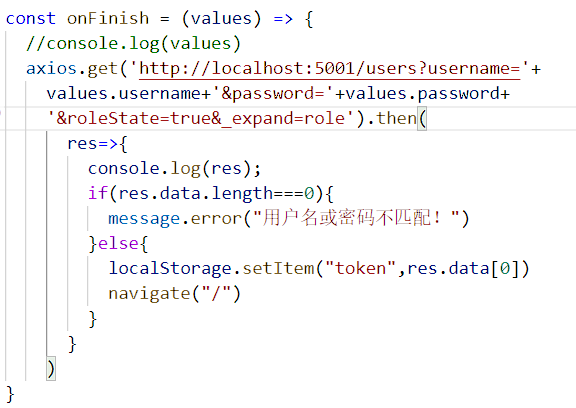 const onFinish = (values) => {
//console.log(values)
axios.get('http://localhost:5001/users?username='+
values.username+'&password='+values.password+
'&roleState=true&_expand=role').then(
res=>{
console.log(res);
if(res.data.length===0){
message.error("用户名或密码不匹配！")
}else{
localStorage.setItem("token",res.data[0])
navigate("/")
}
}
)
}